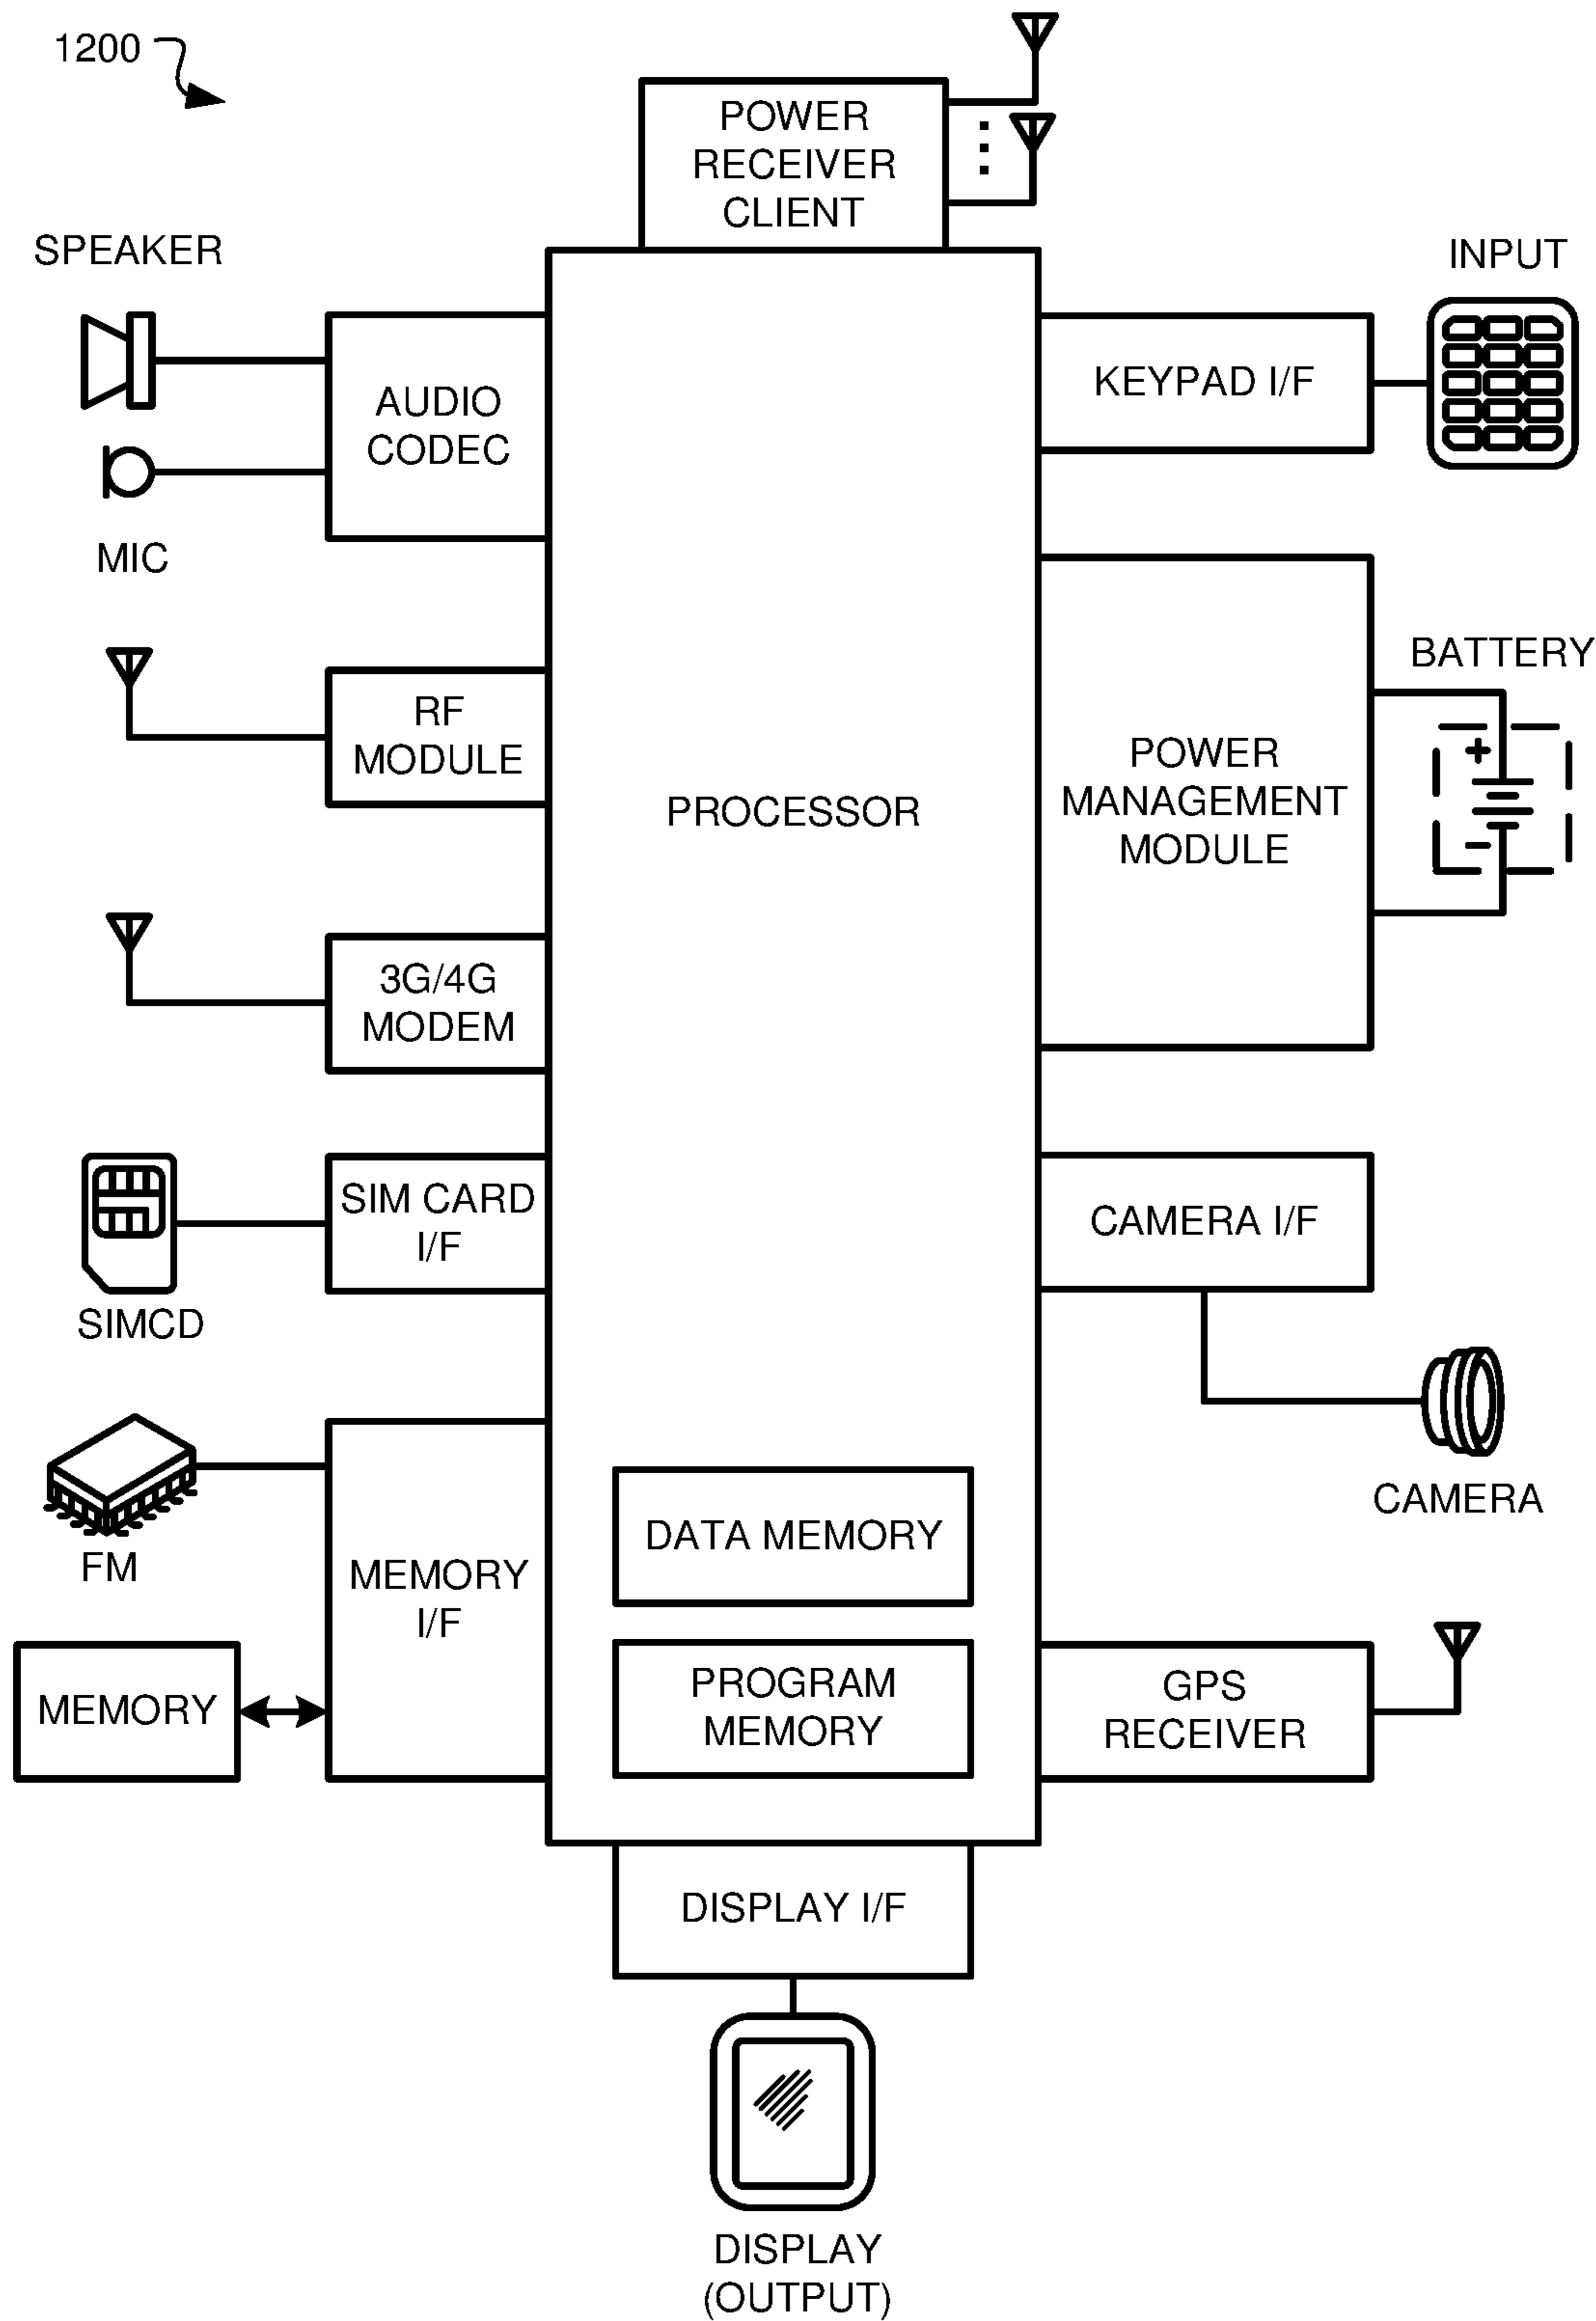 1200
POWER
RECEIVER
CLIENT
SPEAKER
INPUT
AUDIO
CODEC
KEYPAD I/F
MIC
BATTERY
RF
MODULE
PROCESSOR
POWER
MANAGEMENT
MODULE
+
-
3G/4G
MODEM
SIM CARD
I/F
CAMERA I/F
SIMCD
CAMERA
FM
MEMORY
I/F
DATA MEMORY
MEMORY
PROGRAM
MEMORY
GPS
RECEIVER
DISPLAY I/F
DISPLAY
(OUTPUT)